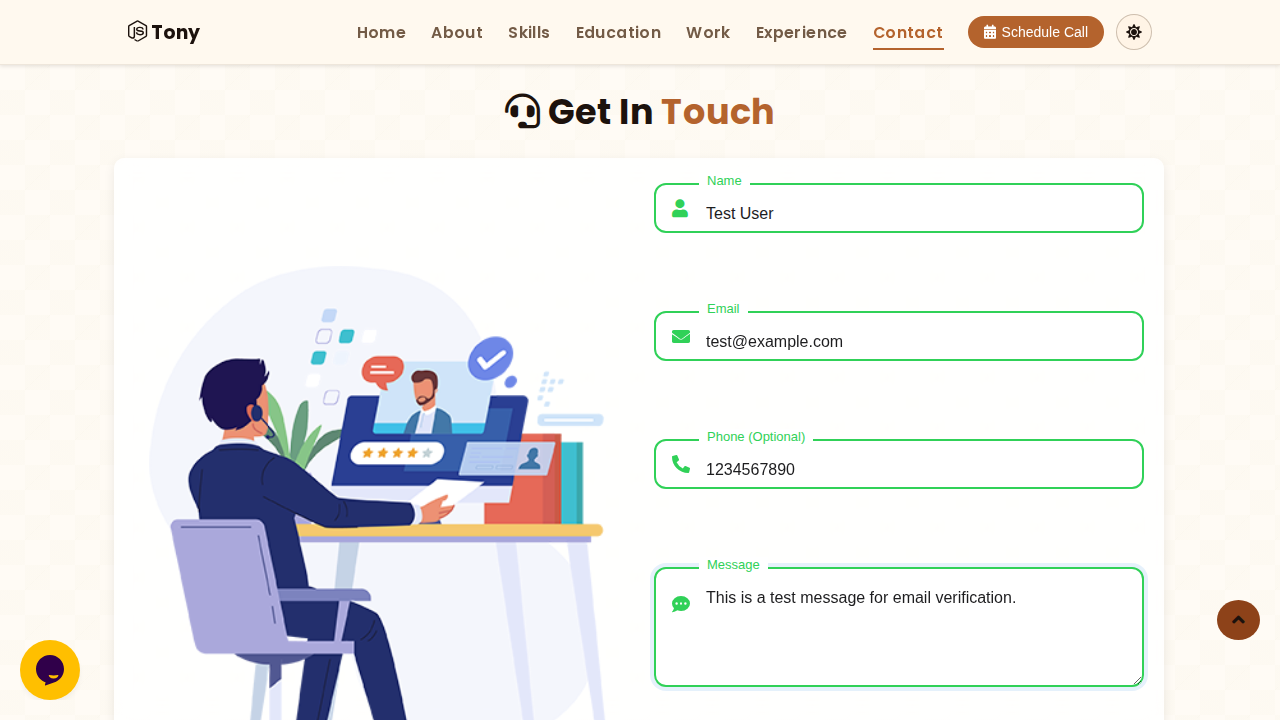 Tony Home About Skills Education Work Experience Contact Schedule Call
Get In Touch
Name
Test User
Email
test@example.com
Phone (Optional)
1234567890
Message
This is a test message for email verification.